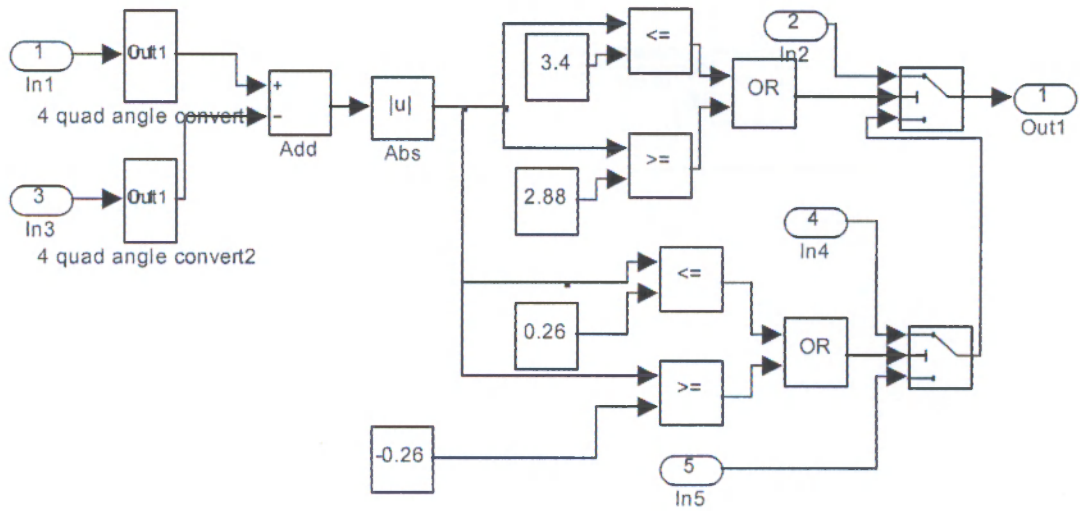 1
In1
Out1
4 quad angle convert
3
In3
Out1
4 quad angle convert2
+
−
Add
|u|
Abs
3.4
<=
2.88
>=
OR
2
In2
1
Out1
0.26
<=
-0.26
>=
OR
4
In4
5
In5